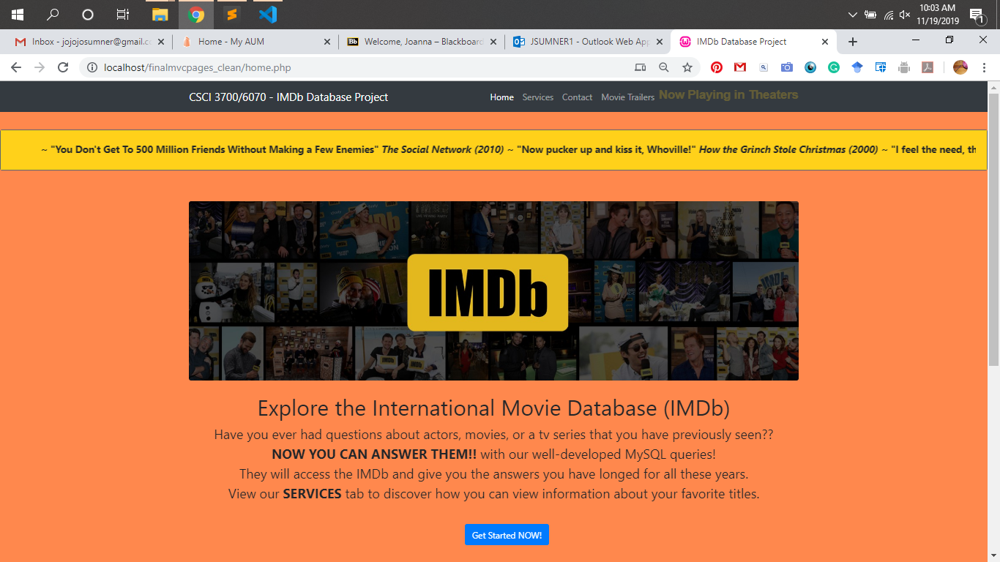 10:03 AM
11/19/2019
1
Inbox - jojojosumner@gmail.c
Home - My AUM
Bb
Welcome, Joanna – Blackboard
JSUMNER1 - Outlook Web App
IMDb Database Project
localhost/finalmvcpages_clean/home.php
CSCI 3700/6070 - IMDb Database Project
Home Services Contact Movie Trailers Now Playing in Theaters
~ "You Don't Get To 500 Million Friends Without Making a Few Enemies" The Social Network (2010) ~ "Now pucker up and kiss it, Whoville!" How the Grinch Stole Christmas (2000) ~ "I feel the need, th
IMDb
Explore the International Movie Database (IMDb)
Have you ever had questions about actors, movies, or a tv series that you have previously seen??
NOW YOU CAN ANSWER THEM!! with our well-developed MySQL queries!
They will access the IMDb and give you the answers you have longed for all these years.
View our SERVICES tab to discover how you can view information about your favorite titles.
Get Started NOW!